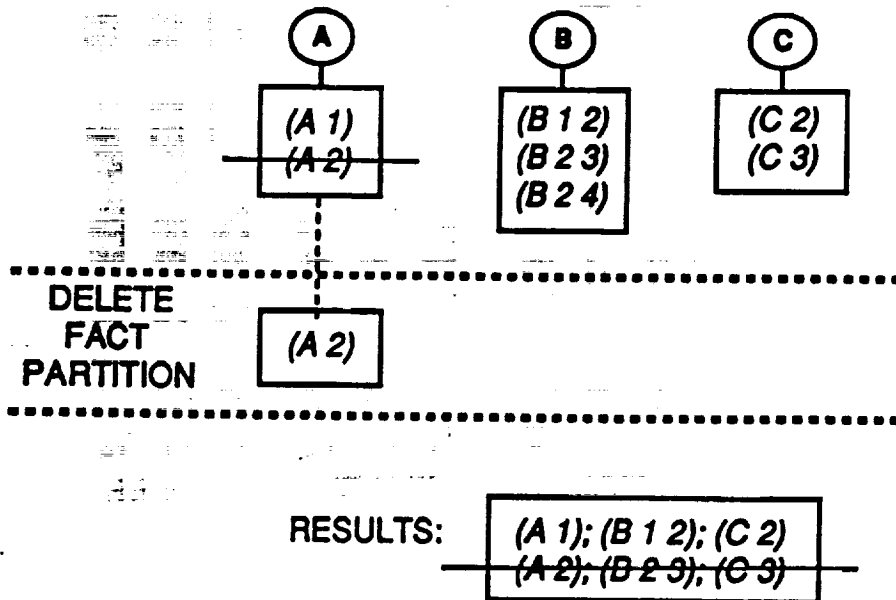 A B C
(A 1) (B 1 2) (C 2)
(A 2) (B 2 3) (C 3)
(B 2 4)
DELETE
FACT
PARTITION
(A 2)
RESULTS:
(A 1); (B 1 2); (C 2)
(A 2); (B 2 3); (C 3)